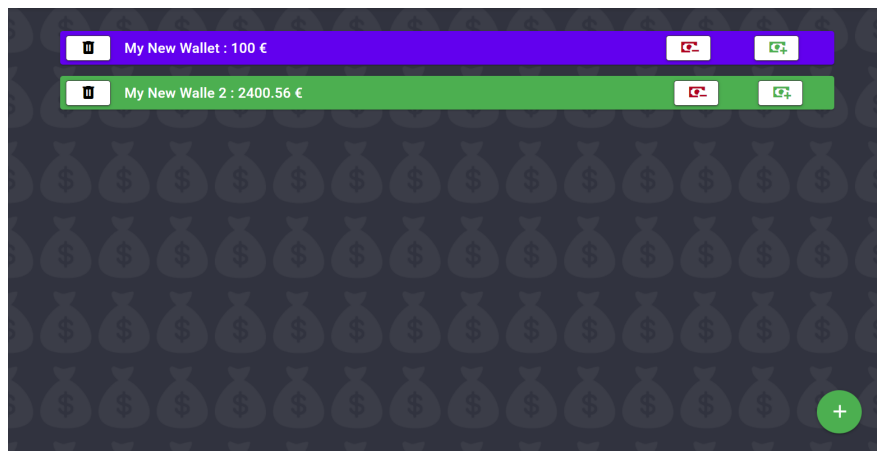 My New Wallet : 100 €
My New Walle 2 : 2400.56 €